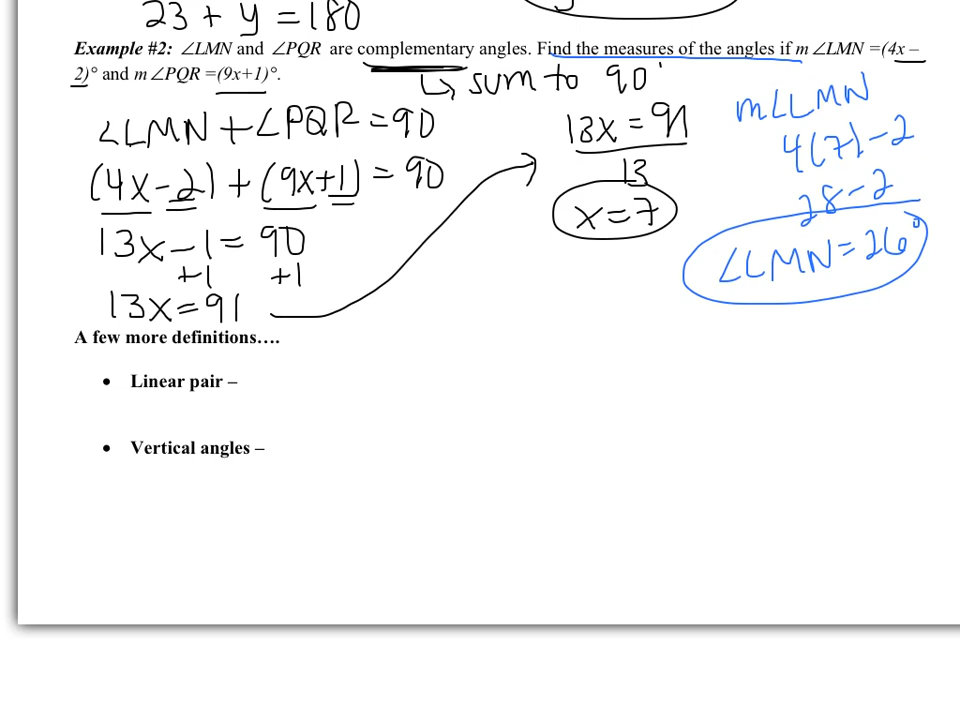 23 + y = 180
Example #2: ∠LMN and ∠PQR are complementary angles. Find the measures of the angles if m ∠LMN =(4x –
2)° and m ∠PQR =(9x+1)°.
↳ sum to 90°
∠LMN + ∠PQR = 90
(4x-2) + (9x+1) = 90
13x - 1 = 90
+1 +1
13x = 91
13x = 91
13
x = 7
m∠LMN
4(7) - 2
28 - 2
∠LMN = 26°
A few more definitions….
• Linear pair –
• Vertical angles –